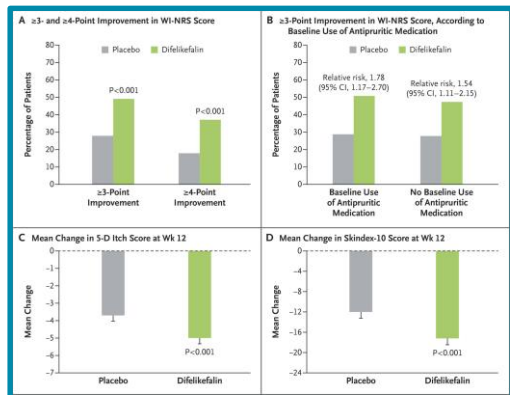 A ≥3- and ≥4-Point Improvement in WI-NRS Score
Placebo Difelikefalin
Percentage of Patients
80
70
60
50
40
30
20
10
0
P<0.001
P<0.001
≥3-Point
Improvement
≥4-Point
Improvement
B ≥3-Point Improvement in WI-NRS Score, According to
Baseline Use of Antipruritic Medication
Placebo Difelikefalin
Percentage of Patients
80
70
60
50
40
30
20
10
0
Relative risk, 1.78
(95% CI, 1.17–2.70)
Relative risk, 1.54
(95% CI, 1.11–2.15)
Baseline Use
of Antipruritic
Medication
No Baseline Use
of Antipruritic
Medication
C Mean Change in 5-D Itch Score at Wk 12
Mean Change
0
−1
−2
−3
−4
−5
−6
−7
P<0.001
Placebo Difelikefalin
D Mean Change in Skindex-10 Score at Wk 12
Mean Change
0
−4
−8
−12
−16
−20
−24
P<0.001
Placebo Difelikefalin